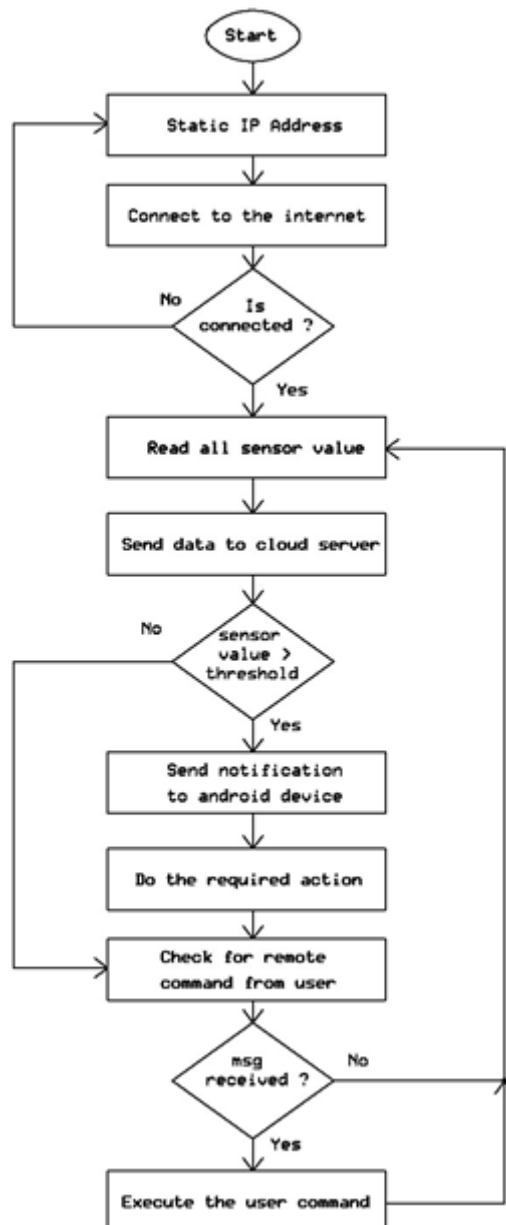 Start
Static IP Address
Connect to the internet
Is
connected ?
No
Yes
Read all sensor value
Send data to cloud server
sensor
value >
threshold
No
Yes
Send notification
to android device
Do the required action
Check for remote
command from user
msg
received ?
No
Yes
Execute the user command